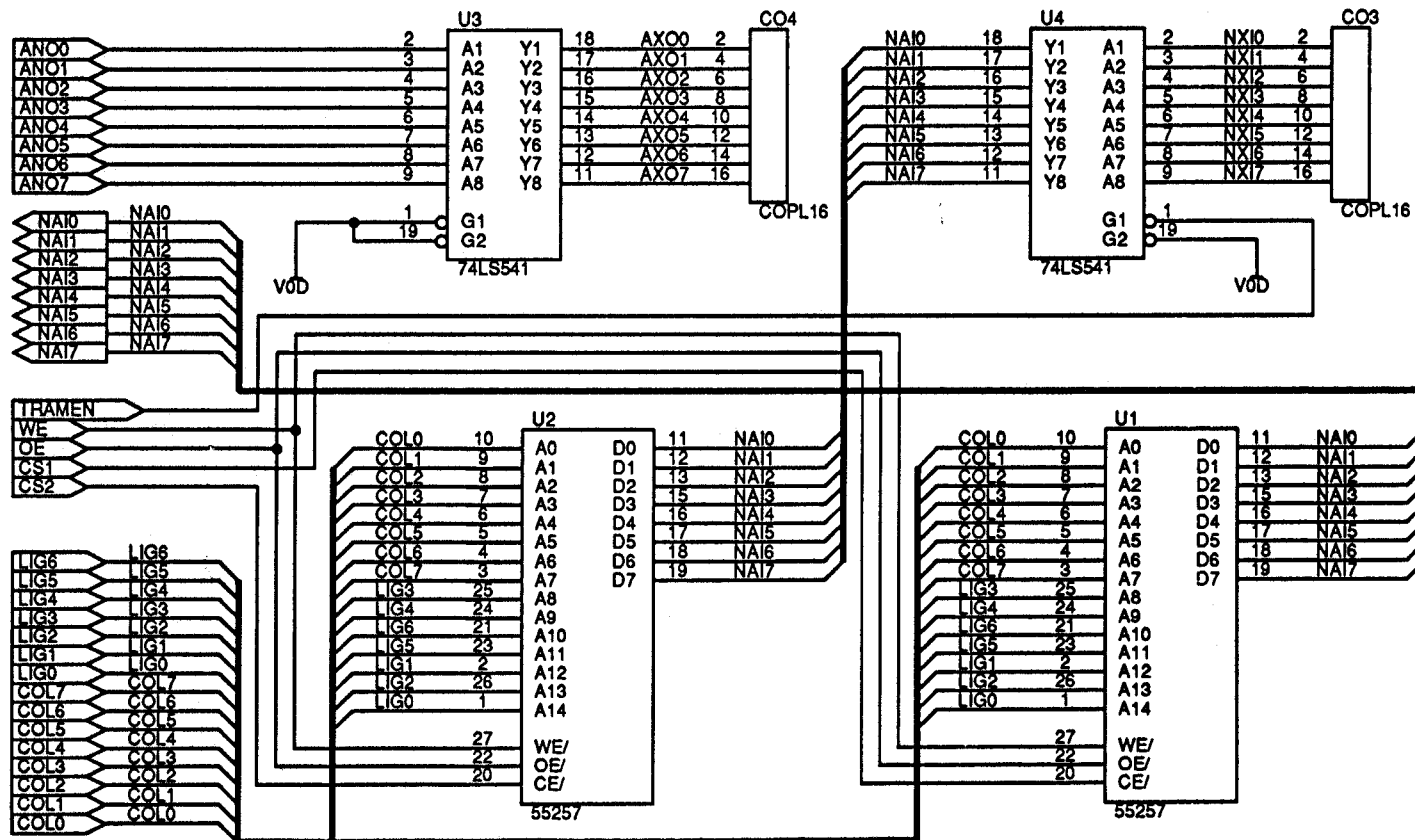 U3
CO4
U4
CO3
ANO0 2 A1 Y1 18 AXO0 2 NAI0 18 Y1 A1 2 NXI0 2
ANO1 3 A2 Y2 17 AXO1 4 NAI1 17 Y2 A2 3 NXI1 4
ANO2 4 A3 Y3 16 AXO2 6 NAI2 16 Y3 A3 4 NXI2 6
ANO3 5 A4 Y4 15 AXO3 8 NAI3 15 Y4 A4 5 NXI3 8
ANO4 6 A5 Y5 14 AXO4 10 NAI4 14 Y5 A5 6 NXI4 10
ANO5 7 A6 Y6 13 AXO5 12 NAI5 13 Y6 A6 7 NXI5 12
ANO6 8 A7 Y7 12 AXO6 14 NAI6 12 Y7 A7 8 NXI6 14
ANO7 9 A8 Y8 11 AXO7 16 NAI7 11 Y8 A8 9 NXI7 16
COPL16
COPL16
1 G1
19 G2
G1 1
G2 19
74LS541
74LS541
V0D
V0D
NAI0 NAI0
NAI1 NAI1
NAI2 NAI2
NAI3 NAI3
NAI4 NAI4
NAI5 NAI5
NAI6 NAI6
NAI7 NAI7
TRAMEN
WE
OE
CS1
CS2
U2
U1
COL0 10 A0 D0 11 NAI0 COL0 10 A0 D0 11 NAI0
COL1 9 A1 D1 12 NAI1 COL1 9 A1 D1 12 NAI1
COL2 8 A2 D2 13 NAI2 COL2 8 A2 D2 13 NAI2
COL3 7 A3 D3 15 NAI3 COL3 7 A3 D3 15 NAI3
COL4 6 A4 D4 16 NAI4 COL4 6 A4 D4 16 NAI4
COL5 5 A5 D5 17 NAI5 COL5 5 A5 D5 17 NAI5
COL6 4 A6 D6 18 NAI6 COL6 4 A6 D6 18 NAI6
COL7 3 A7 D7 19 NAI7 COL7 3 A7 D7 19 NAI7
LIG3 25 A8 LIG3 25 A8
LIG4 24 A9 LIG4 24 A9
LIG6 21 A10 LIG6 21 A10
LIG5 23 A11 LIG5 23 A11
LIG1 2 A12 LIG1 2 A12
LIG2 26 A13 LIG2 26 A13
LIG0 1 A14 LIG0 1 A14
27 WE/ 27 WE/
22 OE/ 22 OE/
20 CE/ 20 CE/
55257
55257
LIG6 LIG6
LIG5 LIG5
LIG4 LIG4
LIG3 LIG3
LIG2 LIG2
LIG1 LIG1
LIG0 LIG0
COL7 COL7
COL6 COL6
COL5 COL5
COL4 COL4
COL3 COL3
COL2 COL2
COL1 COL1
COL0 COL0